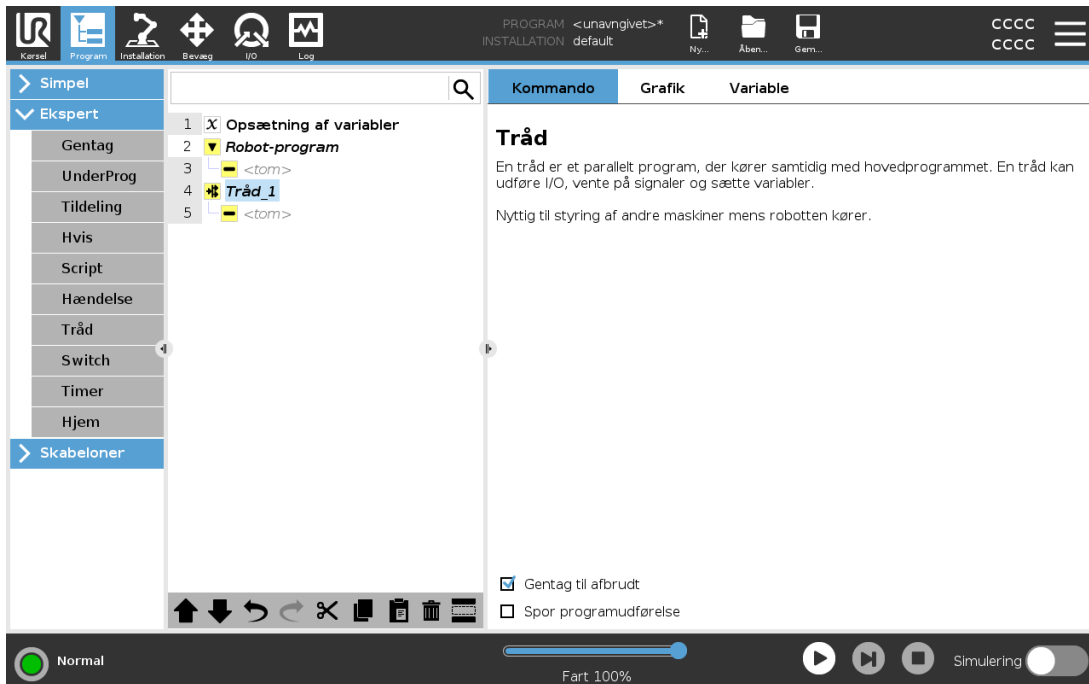 PROGRAM <unavngivet>*
INSTALLATION default
CCCC
CCCC
Kørsel Program Installation Bevæg I/O Log Ny... Åben... Gem...
Simpel
Ekspert
Gentag
UnderProg
Tildeling
Hvis
Script
Hændelse
Tråd
Switch
Timer
Hjem
Skabeloner
1 x Opsætning af variabler
2 Robot-program
3 <tom>
4 Tråd_1
5 <tom>
Kommando Grafik Variable
Tråd
En tråd er et parallelt program, der kører samtidig med hovedprogrammet. En tråd kan
udføre I/O, vente på signaler og sætte variabler.
Nyttig til styring af andre maskiner mens robotten kører.
Gentag til afbrudt
Spor programudførelse
Normal
Fart 100%
Simulering